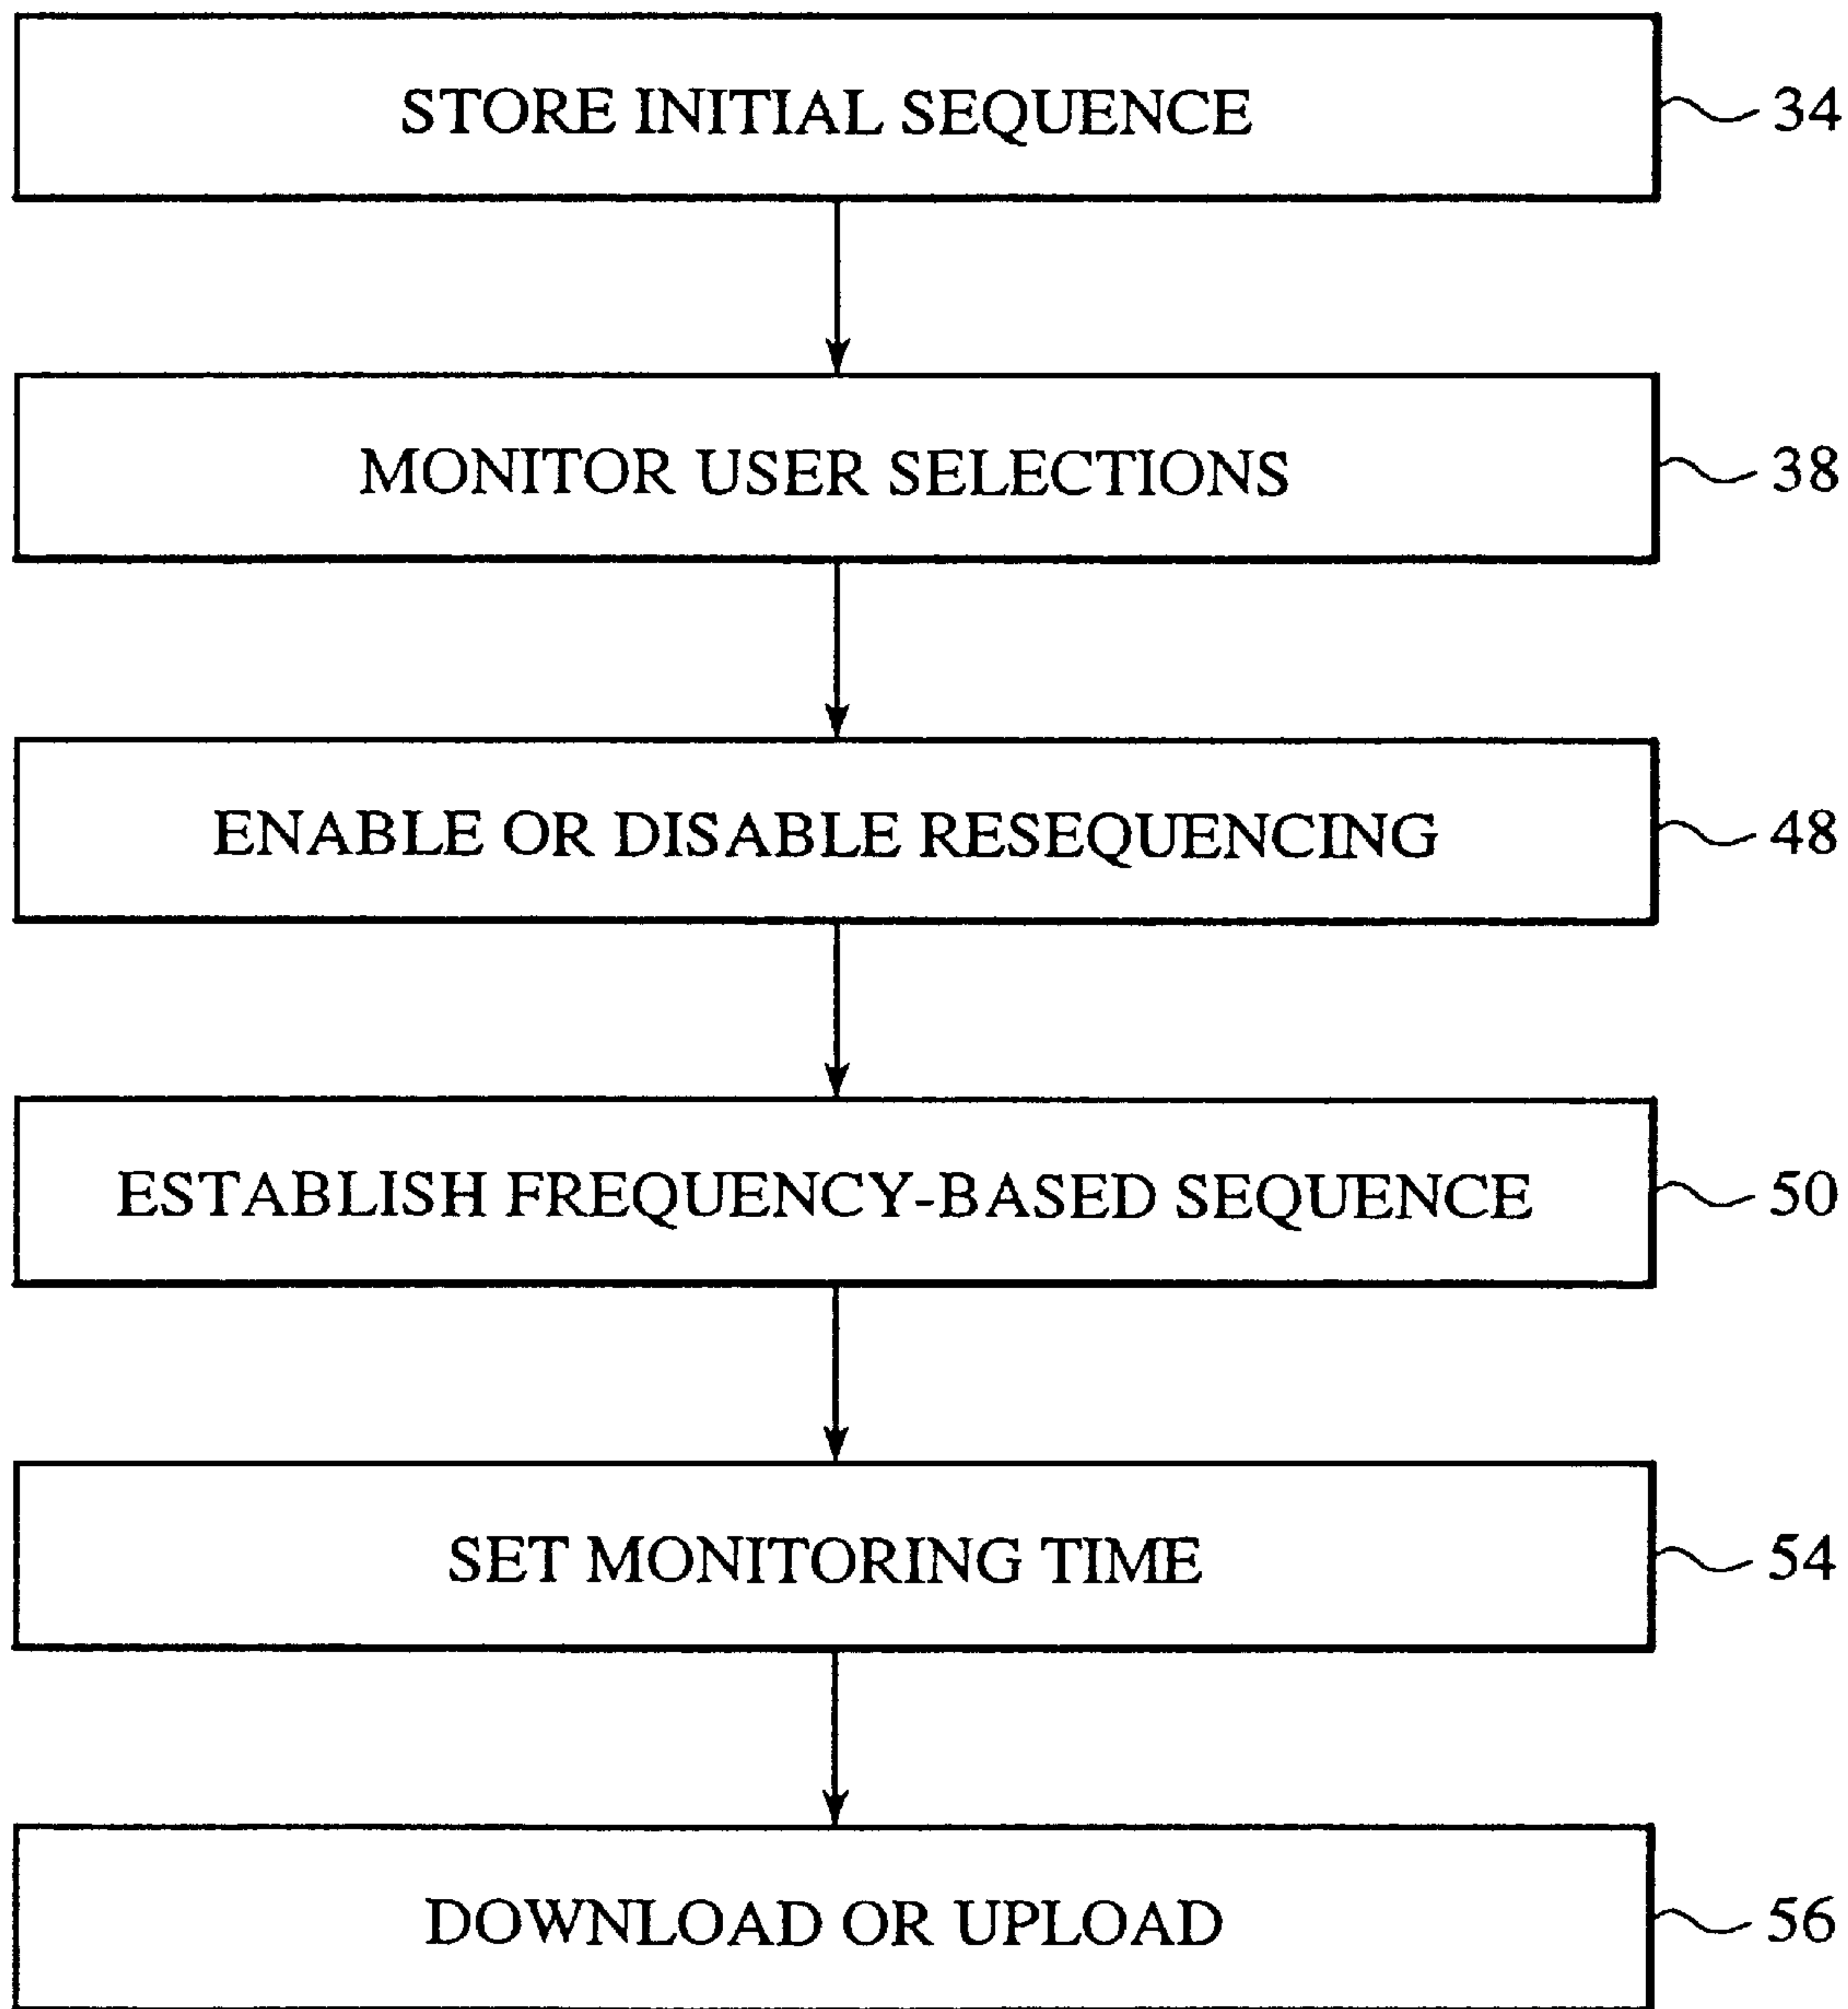 STORE INITIAL SEQUENCE 34
MONITOR USER SELECTIONS 38
ENABLE OR DISABLE RESEQUENCING 48
ESTABLISH FREQUENCY-BASED SEQUENCE 50
SET MONITORING TIME 54
DOWNLOAD OR UPLOAD 56